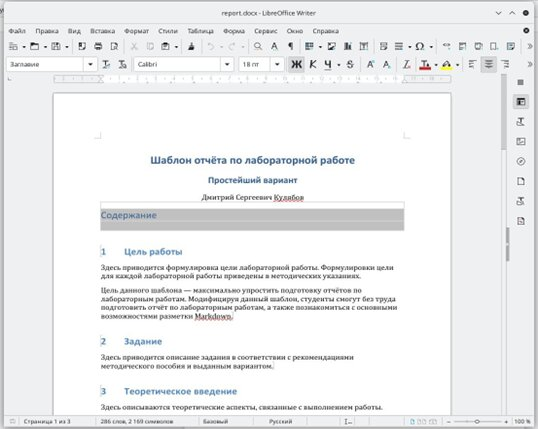 report.docx - LibreOffice Writer
Файл Правка Вид Вставка Формат Стили Таблица Форма Сервис Окно Справка
Заглавие Calibri 18 пт Ж К Ч S
Шаблон отчёта по лабораторной работе
Простейший вариант
Дмитрий Сергеевич Кулябов
Содержание
1 Цель работы
Здесь приводится формулировка цели лабораторной работы. Формулировки цели
для каждой лабораторной работы приведены в методических указаниях.
Цель данного шаблона — максимально упростить подготовку отчётов по
лабораторным работам. Модифицируя данный шаблон, студенты смогут без труда
подготовить отчёт по лабораторным работам, а также познакомиться с основными
возможностями разметки Markdown.
2 Задание
Здесь приводится описание задания в соответствии с рекомендациями
методического пособия и выданным вариантом.
3 Теоретическое введение
Здесь описываются теоретические аспекты, связанные с выполнением работы.
Страница 1 из 3 286 слов, 2 169 символов Базовый Русский 100 %